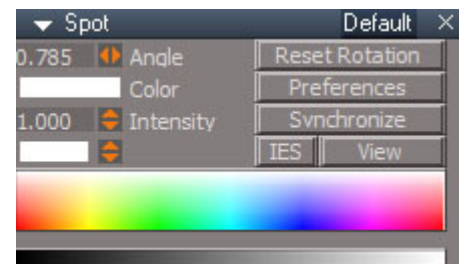 Spot Default ×
0.785 Angle Reset Rotation
Color Preferences
1.000 Intensity Synchronize
IES View